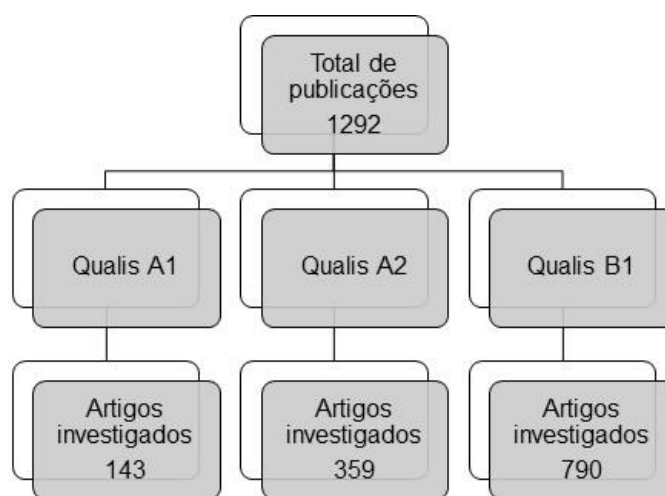 Total de
publicações
1292
Qualis A1
Qualis A2
Qualis B1
Artigos
investigados
143
Artigos
investigados
359
Artigos
investigados
790